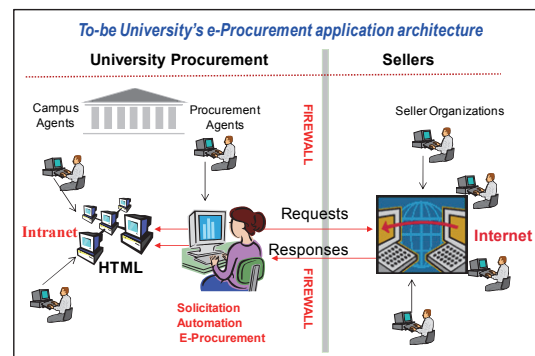 To-be University's e-Procurement application architecture
University Procurement
Sellers
Campus
Agents
Procurement
Agents
FIREWALL
Seller Organizations
Requests
Intranet
Internet
HTML
Responses
Solicitation
Automation
E-Procurement
FIREWALL